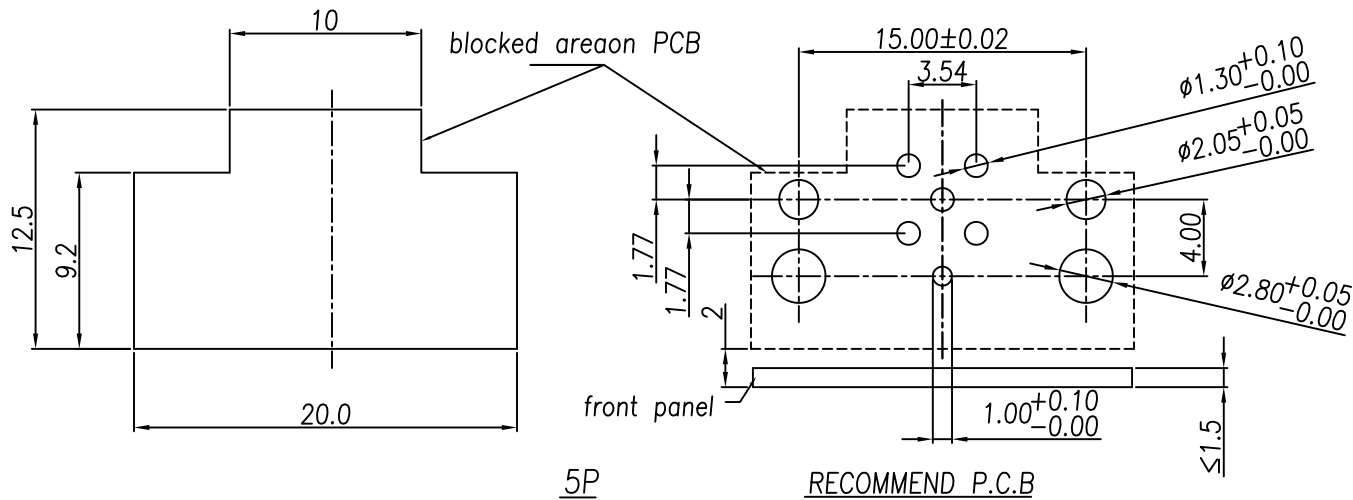 10
blocked areaon PCB
12.5
9.2
20.0
15.00±0.02
3.54
ø1.30+0.10
-0.00
ø2.05+0.05
-0.00
1.77
1.77
4.00
ø2.80+0.05
-0.00
2
front panel
1.00+0.10
-0.00
≤1.5
5P
RECOMMEND P.C.B